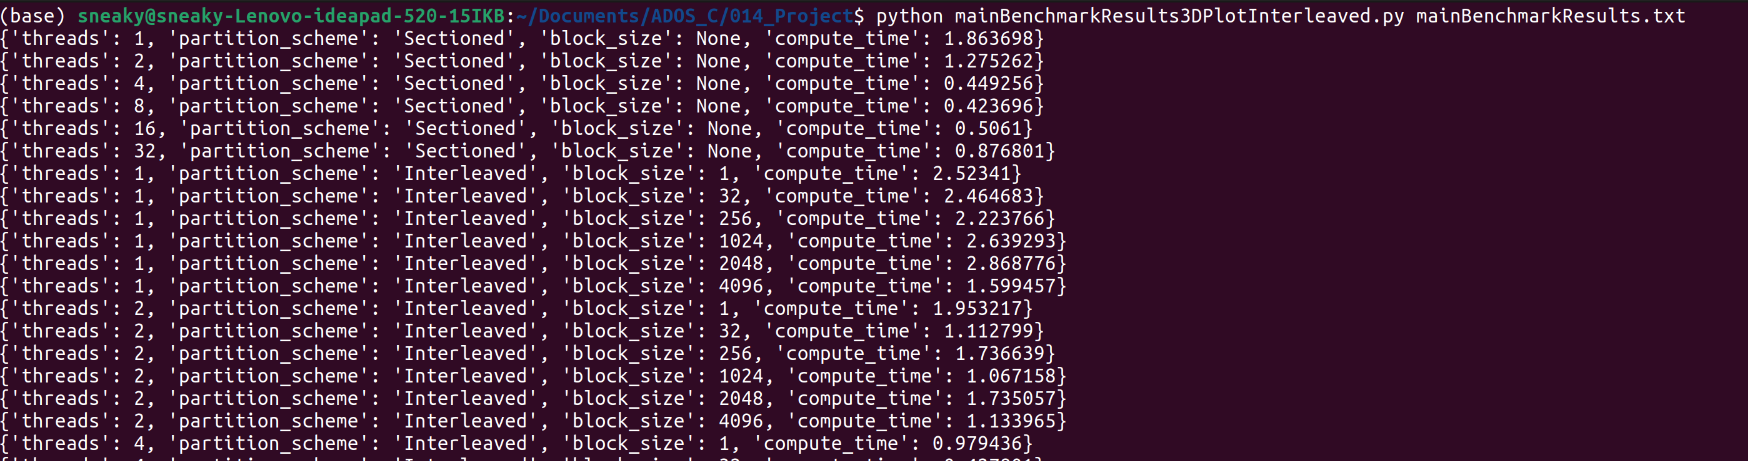 (base) sneaky@sneaky-Lenovo-ideapad-520-15IKB:~/Documents/ADOS_C/014_Project$ python mainBenchmarkResults3DPlotInterleaved.py mainBenchmarkResults.txt
{'threads': 1, 'partition_scheme': 'Sectioned', 'block_size': None, 'compute_time': 1.863698}
{'threads': 2, 'partition_scheme': 'Sectioned', 'block_size': None, 'compute_time': 1.275262}
{'threads': 4, 'partition_scheme': 'Sectioned', 'block_size': None, 'compute_time': 0.449256}
{'threads': 8, 'partition_scheme': 'Sectioned', 'block_size': None, 'compute_time': 0.423696}
{'threads': 16, 'partition_scheme': 'Sectioned', 'block_size': None, 'compute_time': 0.5061}
{'threads': 32, 'partition_scheme': 'Sectioned', 'block_size': None, 'compute_time': 0.876801}
{'threads': 1, 'partition_scheme': 'Interleaved', 'block_size': 1, 'compute_time': 2.52341}
{'threads': 1, 'partition_scheme': 'Interleaved', 'block_size': 32, 'compute_time': 2.464683}
{'threads': 1, 'partition_scheme': 'Interleaved', 'block_size': 256, 'compute_time': 2.223766}
{'threads': 1, 'partition_scheme': 'Interleaved', 'block_size': 1024, 'compute_time': 2.639293}
{'threads': 1, 'partition_scheme': 'Interleaved', 'block_size': 2048, 'compute_time': 2.868776}
{'threads': 1, 'partition_scheme': 'Interleaved', 'block_size': 4096, 'compute_time': 1.599457}
{'threads': 2, 'partition_scheme': 'Interleaved', 'block_size': 1, 'compute_time': 1.953217}
{'threads': 2, 'partition_scheme': 'Interleaved', 'block_size': 32, 'compute_time': 1.112799}
{'threads': 2, 'partition_scheme': 'Interleaved', 'block_size': 256, 'compute_time': 1.736639}
{'threads': 2, 'partition_scheme': 'Interleaved', 'block_size': 1024, 'compute_time': 1.067158}
{'threads': 2, 'partition_scheme': 'Interleaved', 'block_size': 2048, 'compute_time': 1.735057}
{'threads': 2, 'partition_scheme': 'Interleaved', 'block_size': 4096, 'compute_time': 1.133965}
{'threads': 4, 'partition_scheme': 'Interleaved', 'block_size': 1, 'compute_time': 0.979436}